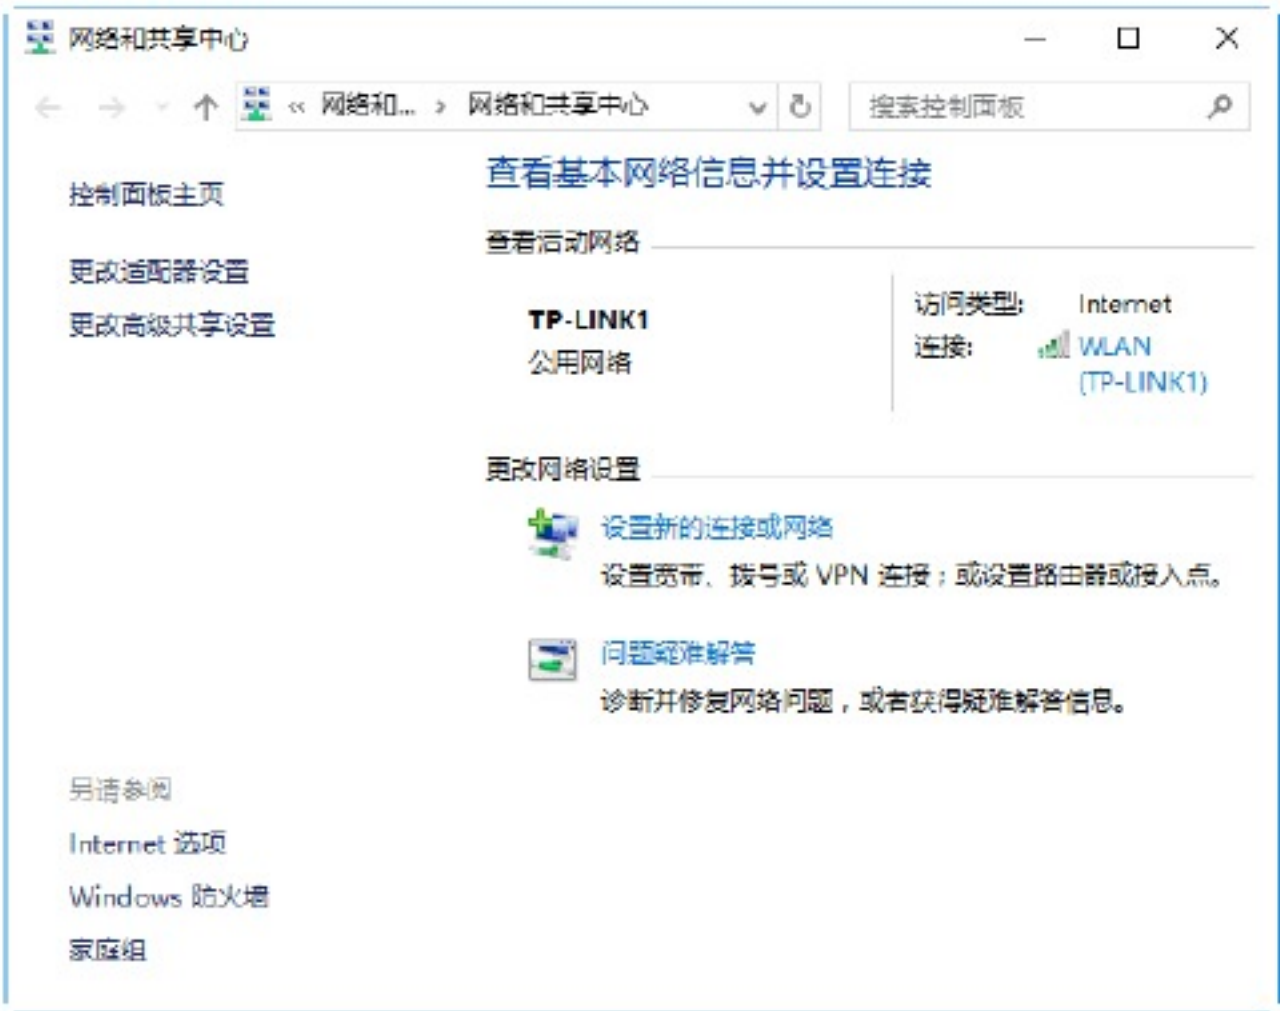 网络和共享中心
« 网络和... › 网络和共享中心
搜索控制面板
控制面板主页
更改适配器设置
更改高级共享设置
查看基本网络信息并设置连接
查看活动网络
TP-LINK1
公用网络
访问类型: Internet
连接: WLAN
(TP-LINK1)
更改网络设置
设置新的连接或网络
设置宽带、拨号或 VPN 连接；或设置路由器或接入点。
问题疑难解答
诊断并修复网络问题，或者获得疑难解答信息。
另请参阅
Internet 选项
Windows 防火墙
家庭组